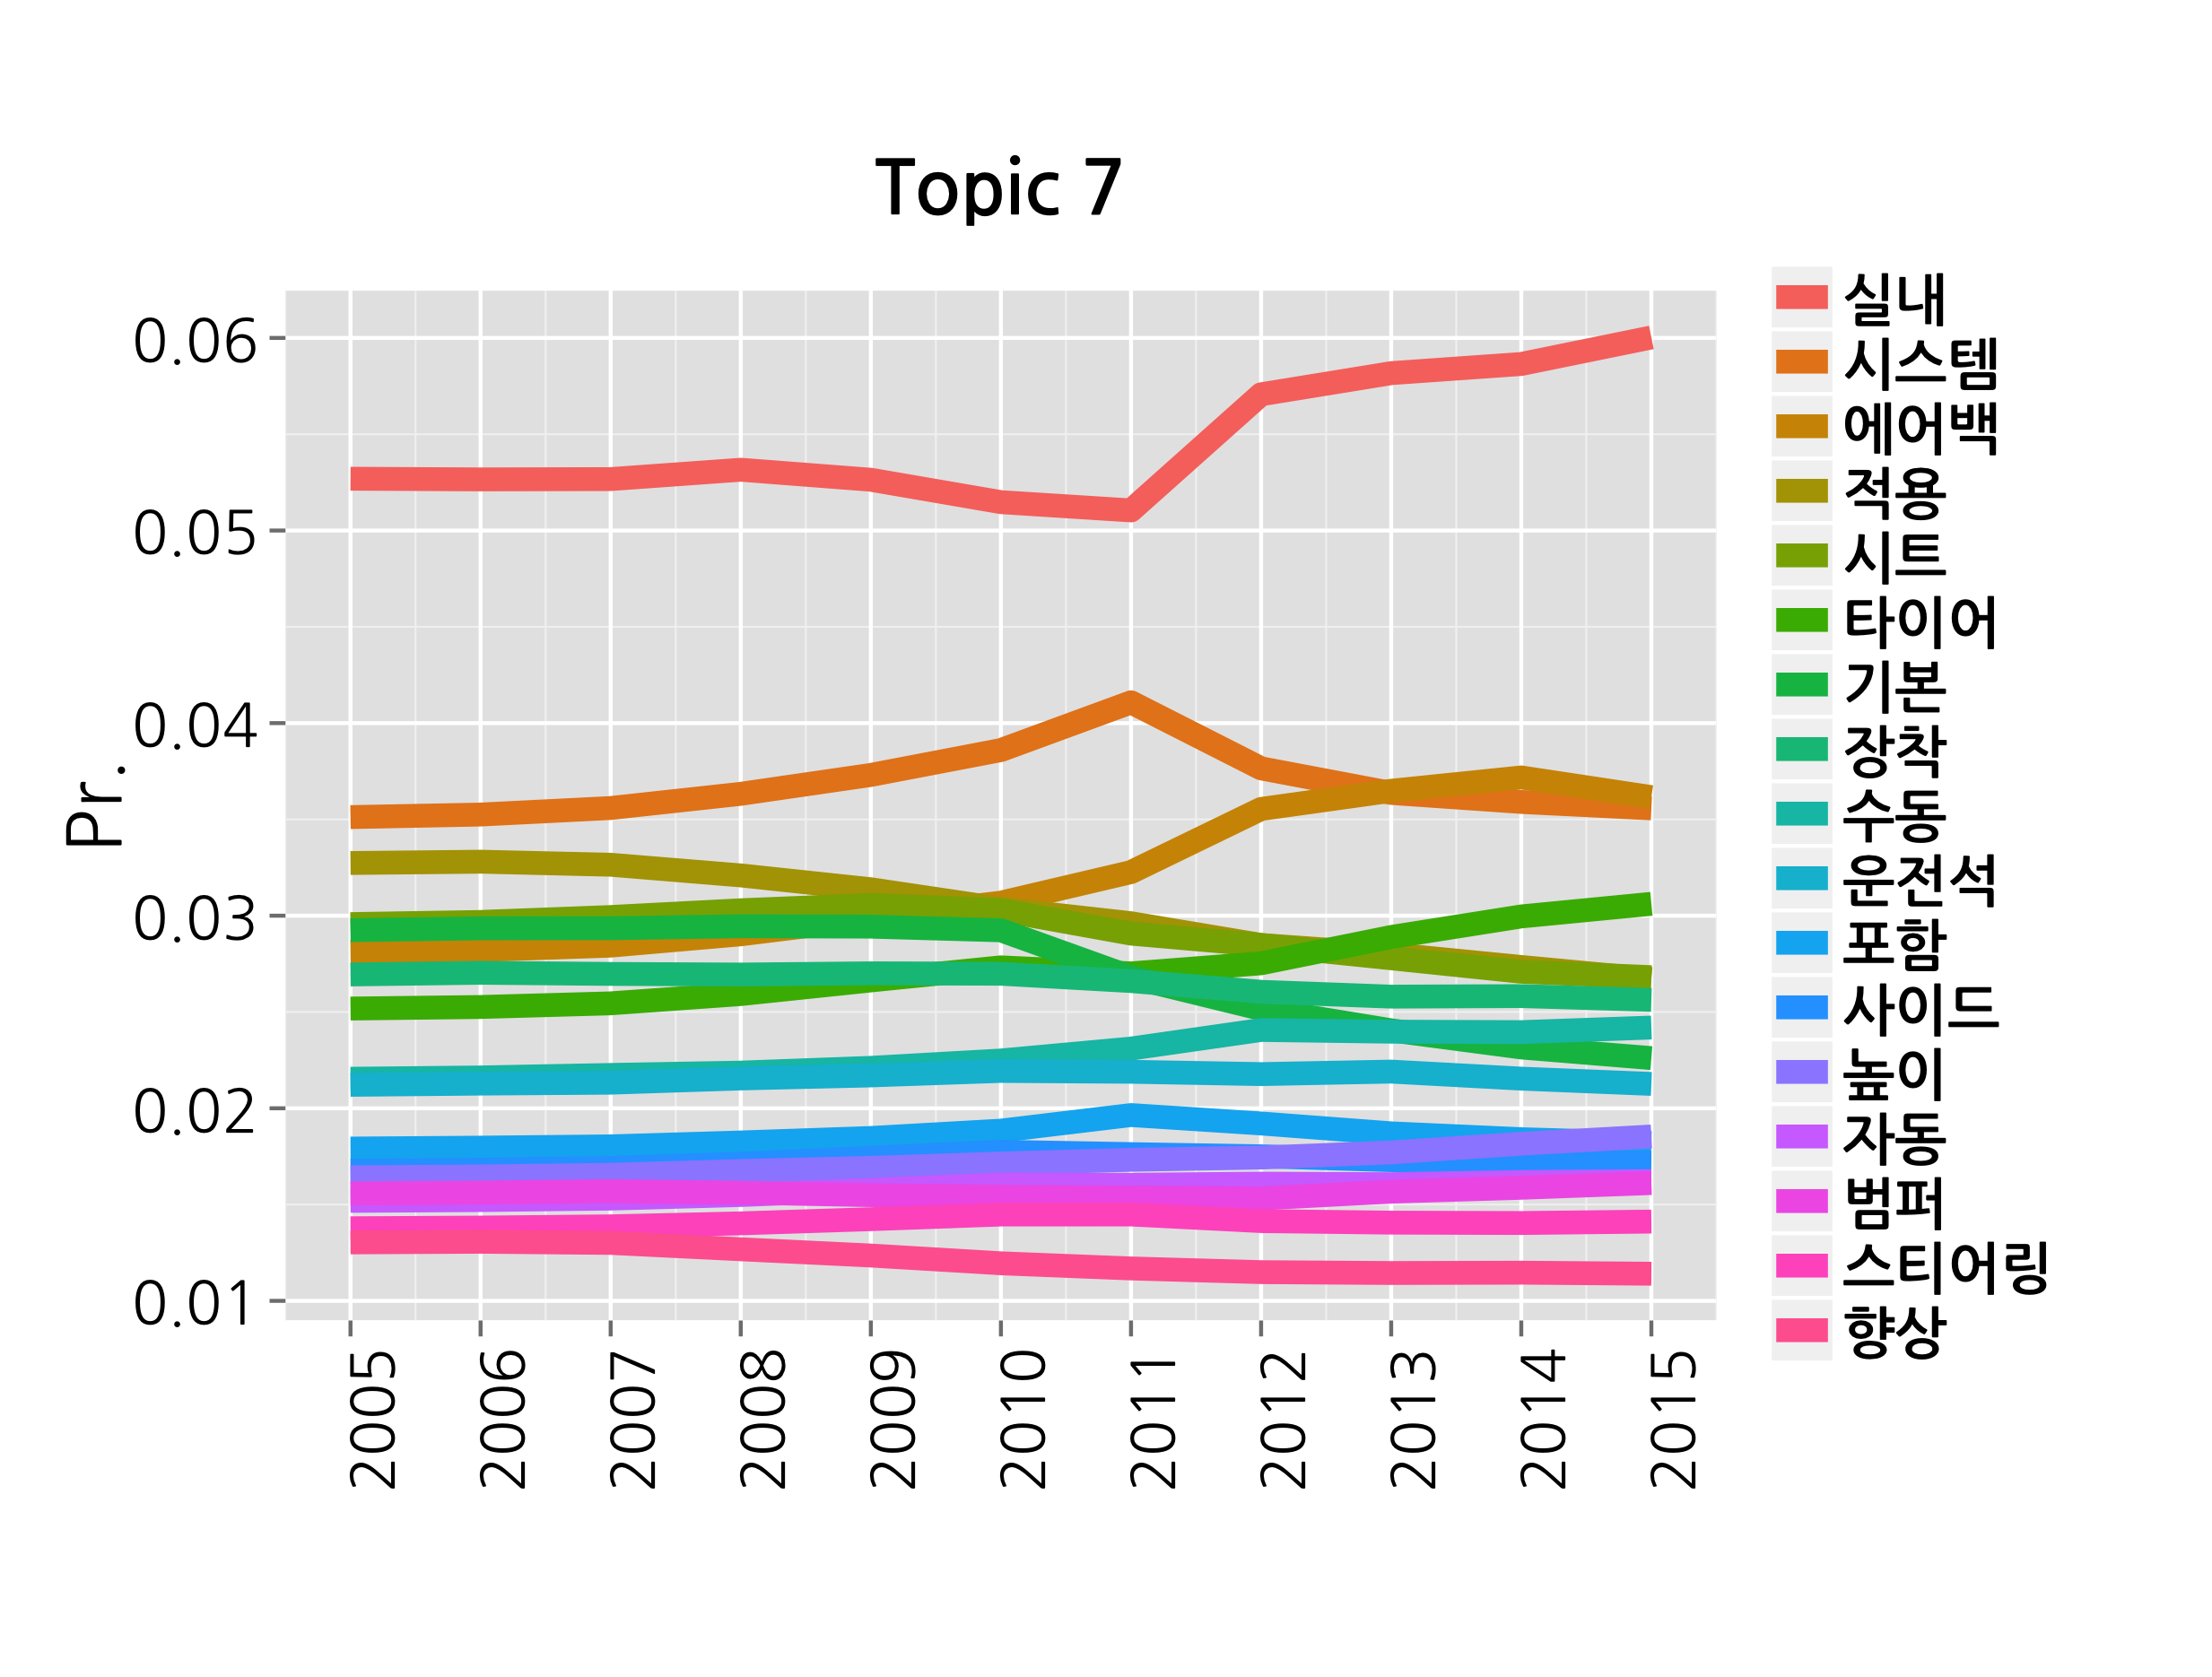 Topic 7
Pr.
0.06
0.05
0.04
0.03
0.02
0.01
2005
2006
2007
2008
2009
2010
2011
2012
2013
2014
2015
실내
시스템
에어백
적용
시트
타이어
기본
장착
수동
운전석
포함
사이드
높이
자동
범퍼
스티어링
향상